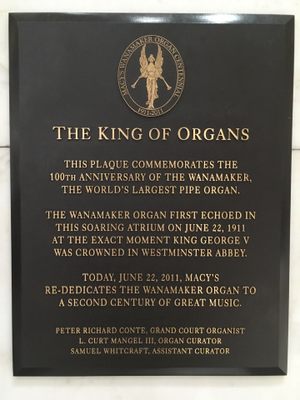 MACY'S WANAMAKER ORGAN CENTENNIAL
1911-2011
THE KING OF ORGANS
THIS PLAQUE COMMEMORATES THE
100TH ANNIVERSARY OF THE WANAMAKER,
THE WORLD'S LARGEST PIPE ORGAN.
THE WANAMAKER ORGAN FIRST ECHOED IN
THIS SOARING ATRIUM ON JUNE 22, 1911
AT THE EXACT MOMENT KING GEORGE V
WAS CROWNED IN WESTMINSTER ABBEY.
TODAY, JUNE 22, 2011, MACY'S
RE-DEDICATES THE WANAMAKER ORGAN TO
A SECOND CENTURY OF GREAT MUSIC.
PETER RICHARD CONTE, GRAND COURT ORGANIST
L. CURT MANGEL III, ORGAN CURATOR
SAMUEL WHITCRAFT, ASSISTANT CURATOR